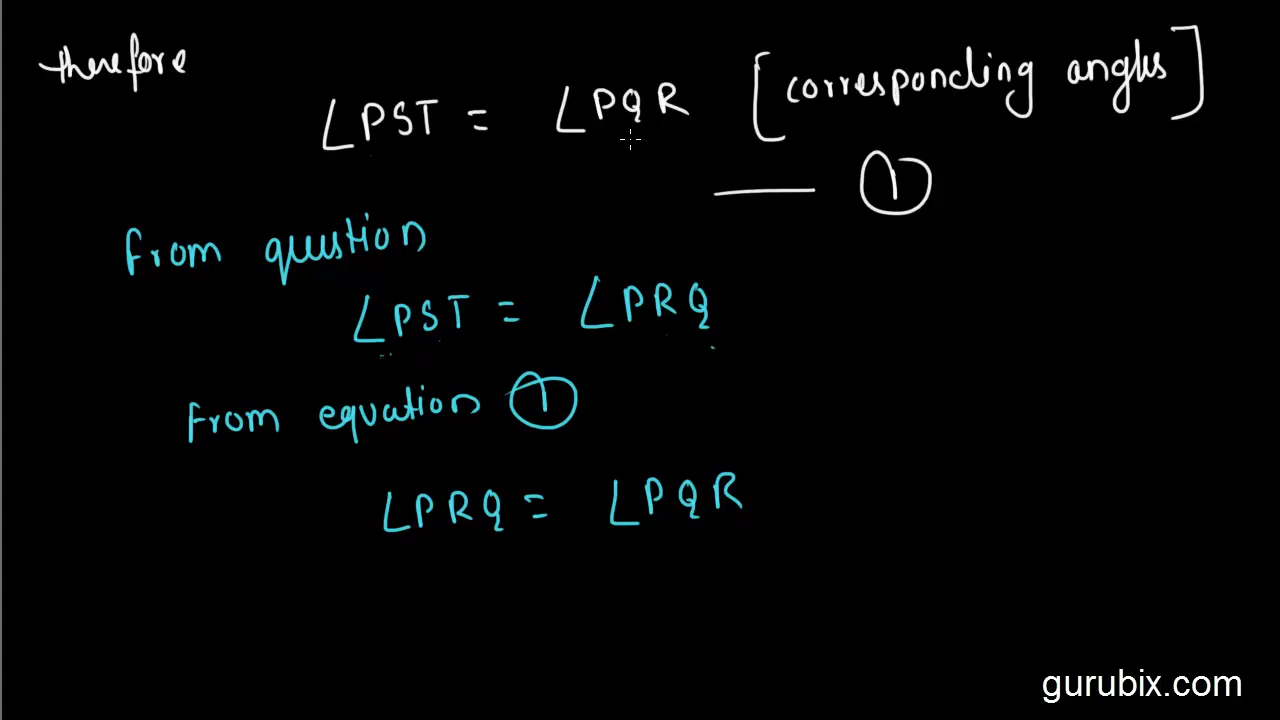 therefore
∠PST = ∠PQR [corresponding angles]
—— ①
From question
∠PST = ∠PRQ
From equation ①
∠PRQ = ∠PQR
gurubix.com